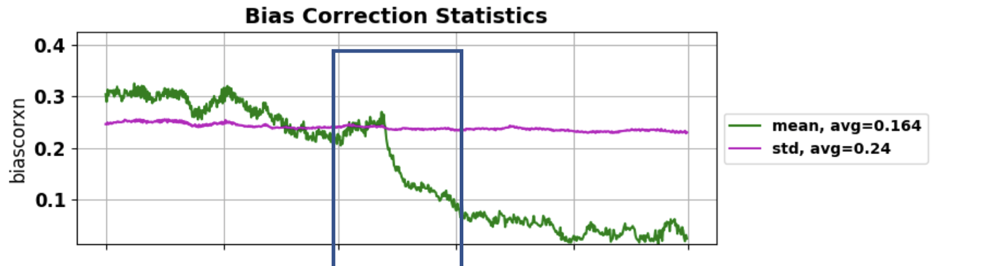 Bias Correction Statistics
0.4
0.3
0.2
0.1
biascorxn
mean, avg=0.164
std, avg=0.24